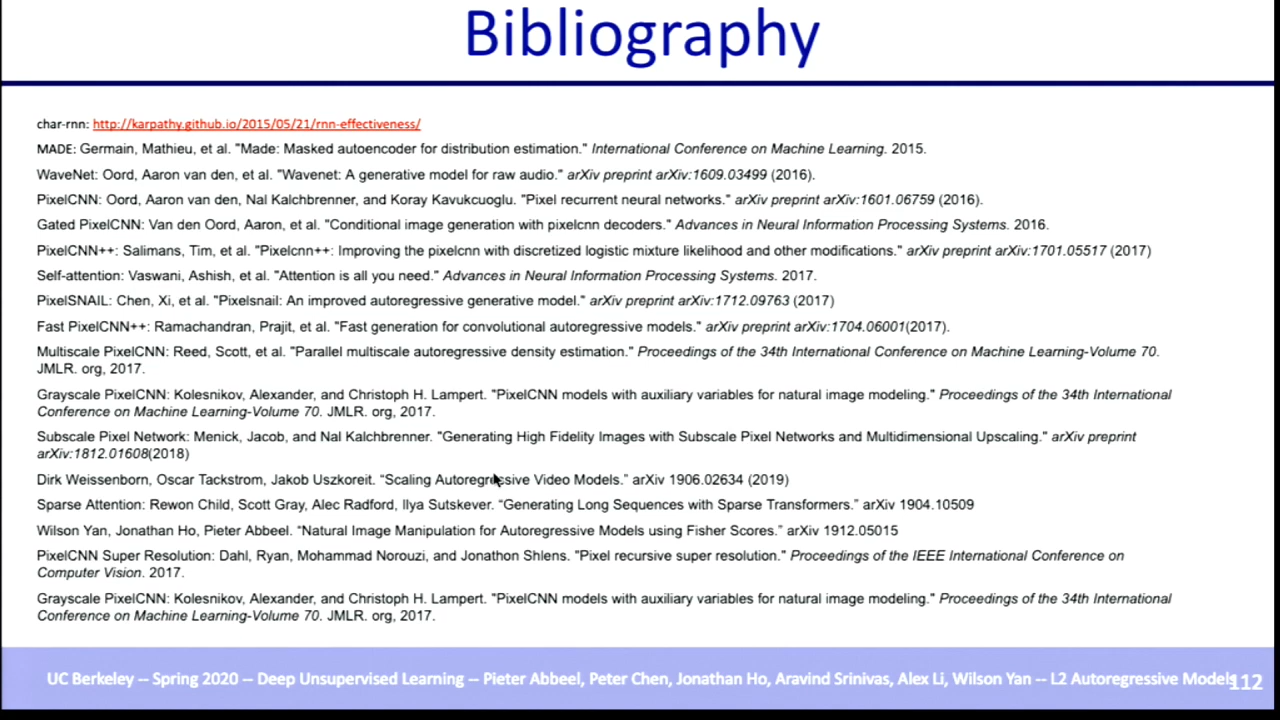 Bibliography
char-rnn: http://karpathy.github.io/2015/05/21/rnn-effectiveness/
MADE: Germain, Mathieu, et al. "Made: Masked autoencoder for distribution estimation." International Conference on Machine Learning. 2015.
WaveNet: Oord, Aaron van den, et al. "Wavenet: A generative model for raw audio." arXiv preprint arXiv:1609.03499 (2016).
PixelCNN: Oord, Aaron van den, Nal Kalchbrenner, and Koray Kavukcuoglu. "Pixel recurrent neural networks." arXiv preprint arXiv:1601.06759 (2016).
Gated PixelCNN: Van den Oord, Aaron, et al. "Conditional image generation with pixelcnn decoders." Advances in Neural Information Processing Systems. 2016.
PixelCNN++: Salimans, Tim, et al. "Pixelcnn++: Improving the pixelcnn with discretized logistic mixture likelihood and other modifications." arXiv preprint arXiv:1701.05517 (2017)
Self-attention: Vaswani, Ashish, et al. "Attention is all you need." Advances in Neural Information Processing Systems. 2017.
PixelSNAIL: Chen, Xi, et al. "Pixelsnail: An improved autoregressive generative model." arXiv preprint arXiv:1712.09763 (2017)
Fast PixelCNN++: Ramachandran, Prajit, et al. "Fast generation for convolutional autoregressive models." arXiv preprint arXiv:1704.06001(2017).
Multiscale PixelCNN: Reed, Scott, et al. "Parallel multiscale autoregressive density estimation." Proceedings of the 34th International Conference on Machine Learning-Volume 70.
JMLR. org, 2017.
Grayscale PixelCNN: Kolesnikov, Alexander, and Christoph H. Lampert. "PixelCNN models with auxiliary variables for natural image modeling." Proceedings of the 34th International
Conference on Machine Learning-Volume 70. JMLR. org, 2017.
Subscale Pixel Network: Menick, Jacob, and Nal Kalchbrenner. "Generating High Fidelity Images with Subscale Pixel Networks and Multidimensional Upscaling." arXiv preprint
arXiv:1812.01608(2018)
Dirk Weissenborn, Oscar Tackstrom, Jakob Uszkoreit. “Scaling Autoregressive Video Models.” arXiv 1906.02634 (2019)
Sparse Attention: Rewon Child, Scott Gray, Alec Radford, Ilya Sutskever. “Generating Long Sequences with Sparse Transformers.” arXiv 1904.10509
Wilson Yan, Jonathan Ho, Pieter Abbeel. “Natural Image Manipulation for Autoregressive Models using Fisher Scores.” arXiv 1912.05015
PixelCNN Super Resolution: Dahl, Ryan, Mohammad Norouzi, and Jonathon Shlens. "Pixel recursive super resolution." Proceedings of the IEEE International Conference on
Computer Vision. 2017.
Grayscale PixelCNN: Kolesnikov, Alexander, and Christoph H. Lampert. "PixelCNN models with auxiliary variables for natural image modeling." Proceedings of the 34th International
Conference on Machine Learning-Volume 70. JMLR. org, 2017.
UC Berkeley -- Spring 2020 -- Deep Unsupervised Learning -- Pieter Abbeel, Peter Chen, Jonathan Ho, Aravind Srinivas, Alex Li, Wilson Yan -- L2 Autoregressive Models 112